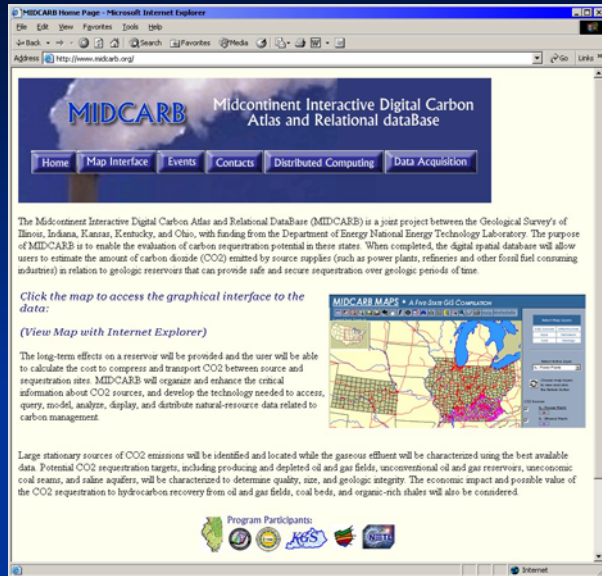 MIDCARB Home Page - Microsoft Internet Explorer
File Edit View Favorites Tools Help
Back Search Favorites Media
Address http://www.midcarb.org/ Go Links
MIDCARB
Midcontinent Interactive Digital Carbon
Atlas and Relational dataBase
Home Map Interface Events Contacts Distributed Computing Data Acquisition
The Midcontinent Interactive Digital Carbon Atlas and Relational DataBase (MIDCARB) is a joint project between the Geological Survey's of
Illinois, Indiana, Kansas, Kentucky, and Ohio, with funding from the Department of Energy National Energy Technology Laboratory. The purpose
of MIDCARB is to enable the evaluation of carbon sequestration potential in these states. When completed, the digital spatial database will allow
users to estimate the amount of carbon dioxide (CO2) emitted by source supplies (such as power plants, refineries and other fossil fuel consuming
industries) in relation to geologic reservoirs that can provide safe and secure sequestration over geologic periods of time.
Click the map to access the graphical interface to the
data:
(View Map with Internet Explorer)
MIDCARB MAPS • A FIVE STATE GIS COMPILATION
The long-term effects on a reservoir will be provided and the user will be able
to calculate the cost to compress and transport CO2 between source and
sequestration sites. MIDCARB will organize and enhance the critical
information about CO2 sources, and develop the technology needed to access,
query, model, analyze, display, and distribute natural-resource data related to
carbon management.
Large stationary sources of CO2 emissions will be identified and located while the gaseous effluent will be characterized using the best available
data. Potential CO2 sequestration targets, including producing and depleted oil and gas fields, unconventional oil and gas reservoirs, uneconomic
coal seams, and saline aquifers, will be characterized to determine quality, size, and geologic integrity. The economic impact and possible value of
the CO2 sequestration to hydrocarbon recovery from oil and gas fields, coal beds, and organic-rich shales will also be considered.
Program Participants:
KGS
NETL
Internet